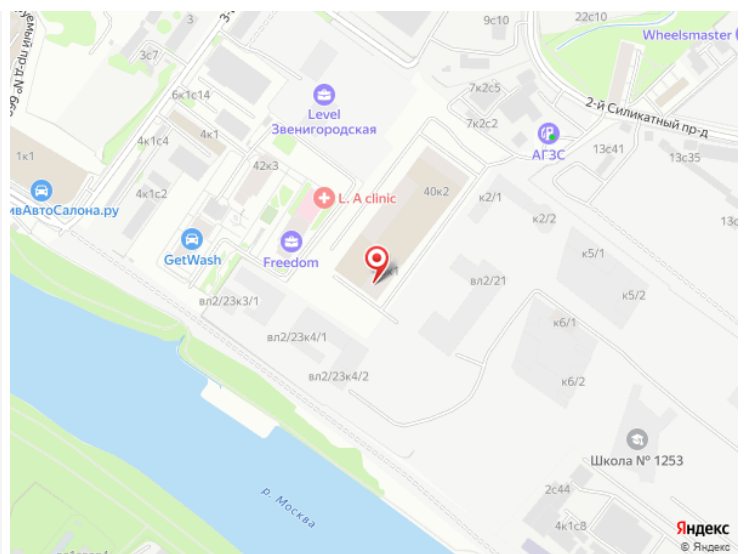 9с10
22с10
3
3с7
Wheelsmaster
6к1с14
7к2с5
Level
Звенигородская
2-й Силикатный пр-д
4к1с4
4к1
7к2с2
АГЗС
13с41
13с35
1к1
42к3
4к1с2
L. A clinic
40к2
к2/1
ивАвтоСалона.ру
к2/2
GetWash
Freedom
к5/1
вл2/21
к5/2
вл2/23к3/1
к6/1
вл2/23к4/1
вл2/23к4/2
к6/2
Школа № 1253
р. Москва
2с44
4к1с8
Яндекс
© Яндекс